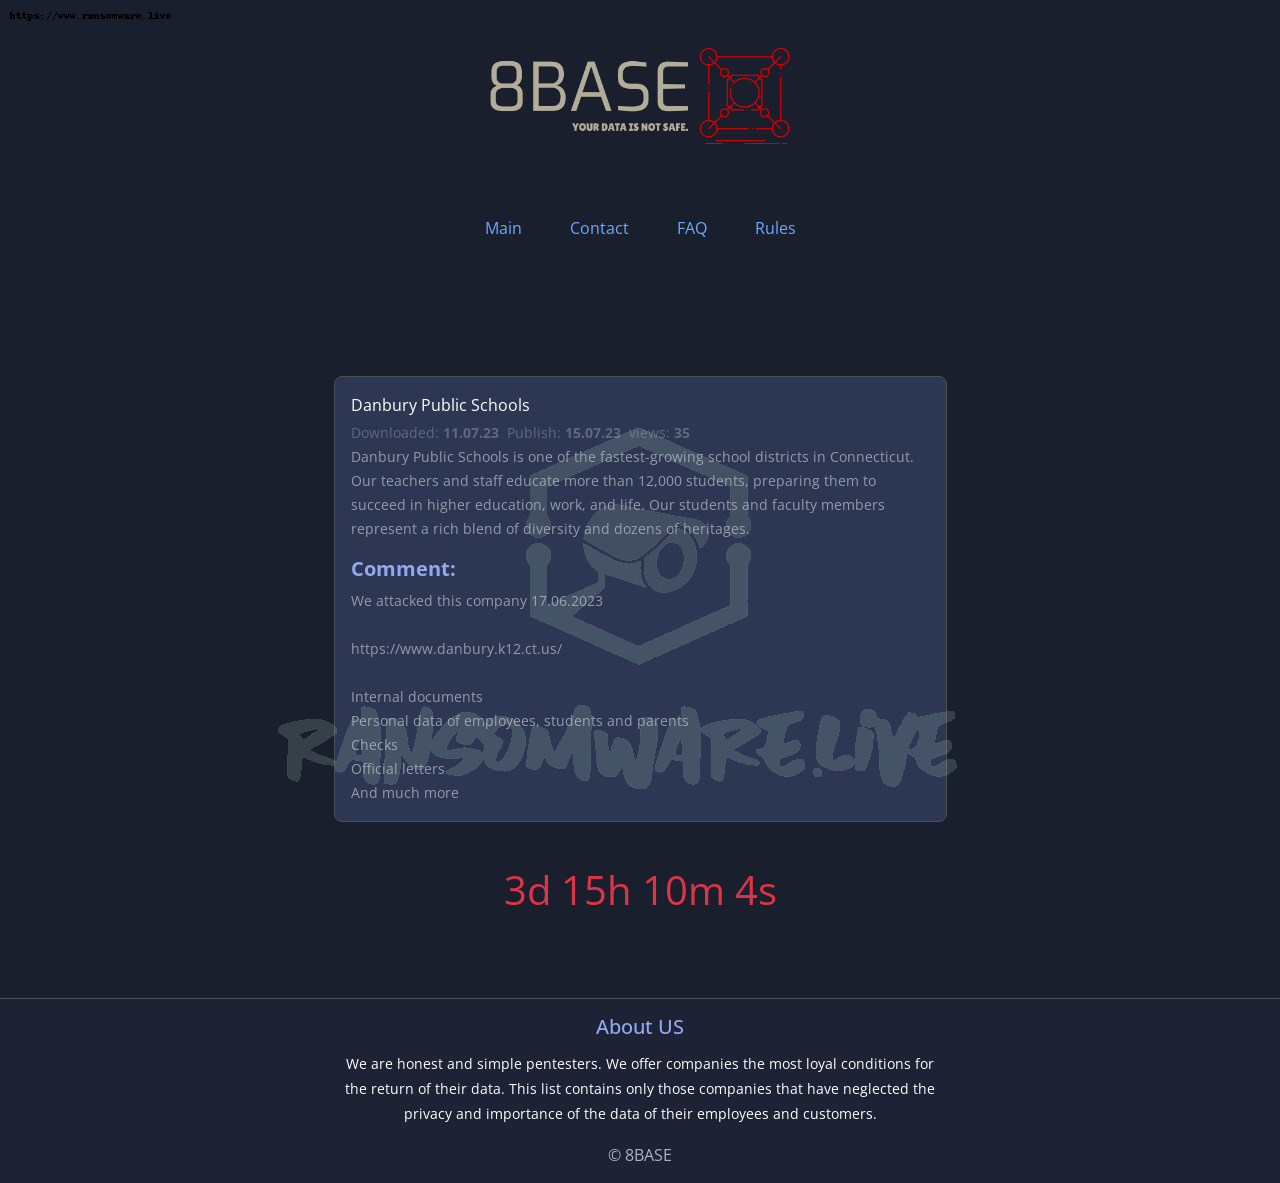 https://www.ransomware.live
8BASE
YOUR DATA IS NOT SAFE.
Main Contact FAQ Rules
Danbury Public Schools
Downloaded: 11.07.23 Publish: 15.07.23 views: 35
Danbury Public Schools is one of the fastest-growing school districts in Connecticut.
Our teachers and staff educate more than 12,000 students, preparing them to
succeed in higher education, work, and life. Our students and faculty members
represent a rich blend of diversity and dozens of heritages.
Comment:
We attacked this company 17.06.2023
https://www.danbury.k12.ct.us/
Internal documents
Personal data of employees, students and parents
Checks
Official letters
And much more
RANSOMWARE.LIVE
3d 15h 10m 4s
About US
We are honest and simple pentesters. We offer companies the most loyal conditions for
the return of their data. This list contains only those companies that have neglected the
privacy and importance of the data of their employees and customers.
© 8BASE